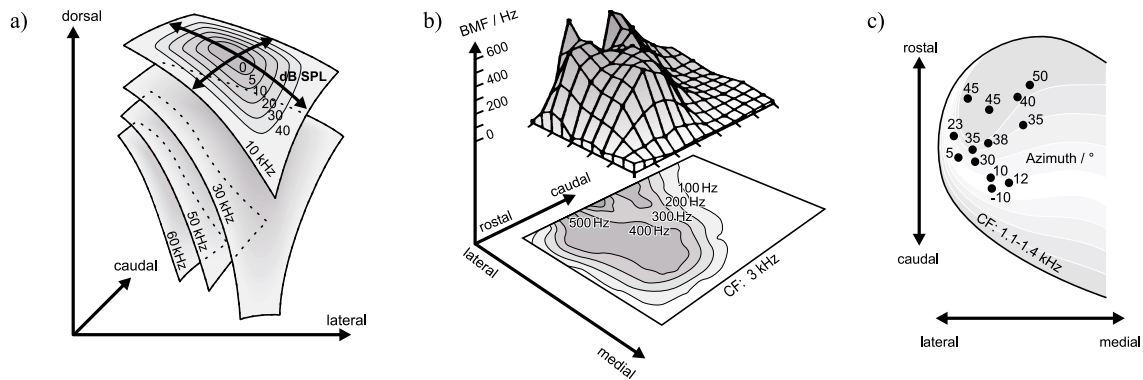 a)
dorsal
0
5
10
20
30
40
dB SPL
10 kHz
30 kHz
50 kHz
60 kHz
caudal
lateral
b)
BMF / Hz
600
400
200
0
caudal
rostal
lateral
medial
100 Hz
200 Hz
300 Hz
400 Hz
500 Hz
CF: 3 kHz
c)
rostal
caudal
50
45
45
40
35
23
38
35
5
30
Azimuth / °
10
12
-10
CF: 1.1-1.4 kHz
lateral
medial